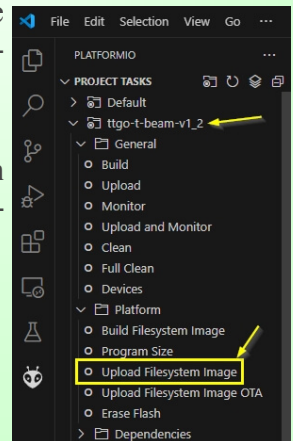 File Edit Selection View Go ...
PLATFORMIO ...
PROJECT TASKS
Default
ttgo-t-beam-v1_2
General
Build
Upload
Monitor
Upload and Monitor
Clean
Full Clean
Devices
Platform
Build Filesystem Image
Program Size
Upload Filesystem Image
Upload Filesystem Image OTA
Erase Flash
Dependencies